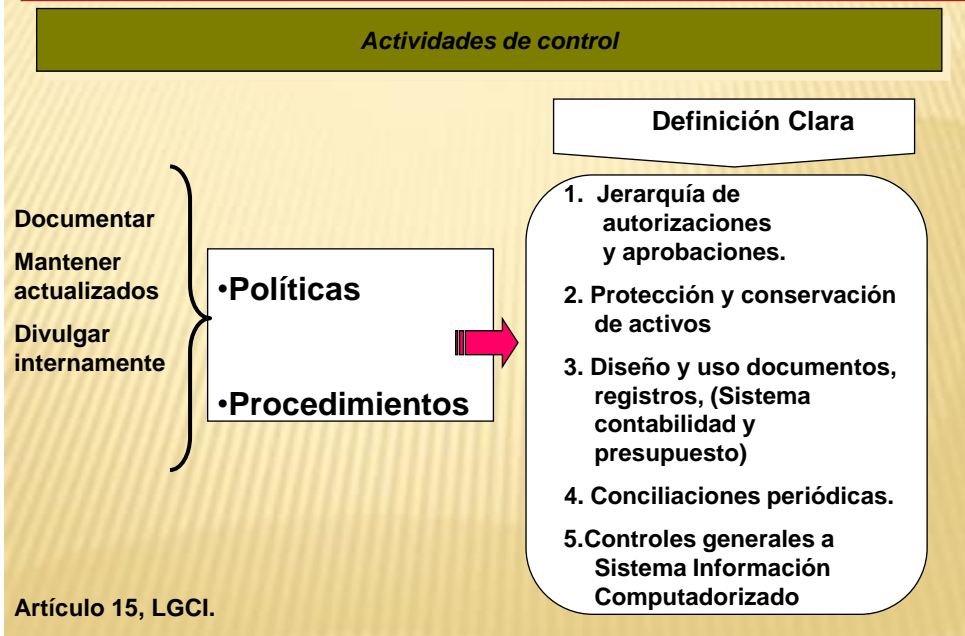 Actividades de control
Documentar
Mantener
actualizados
Divulgar
internamente
•Políticas
•Procedimientos
Definición Clara
1. Jerarquía de
autorizaciones
y aprobaciones.
2. Protección y conservación
de activos
3. Diseño y uso documentos,
registros, (Sistema
contabilidad y
presupuesto)
4. Conciliaciones periódicas.
5.Controles generales a
Sistema Información
Computadorizado
Artículo 15, LGCI.